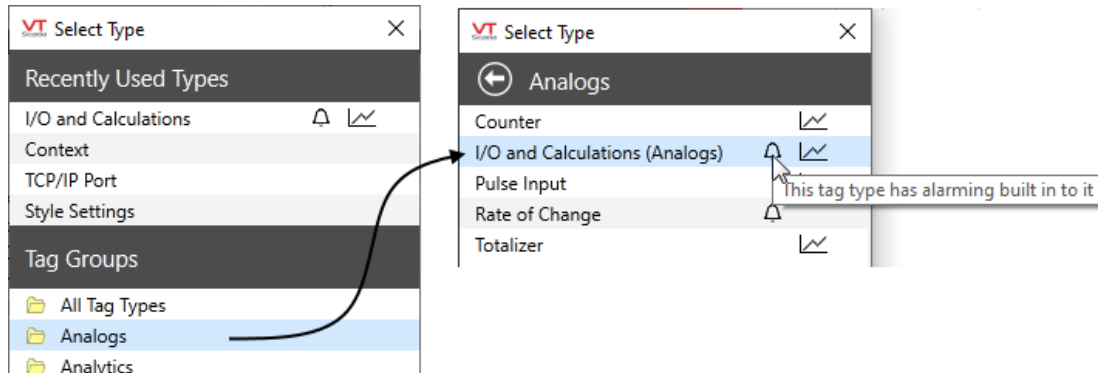 VT
Scada
Select Type
Recently Used Types
I/O and Calculations
Context
TCP/IP Port
Style Settings
Tag Groups
All Tag Types
Analogs
Analytics
VT
Scada
Select Type
Analogs
Counter
I/O and Calculations (Analogs)
Pulse Input
This tag type has alarming built in to it
Rate of Change
Totalizer